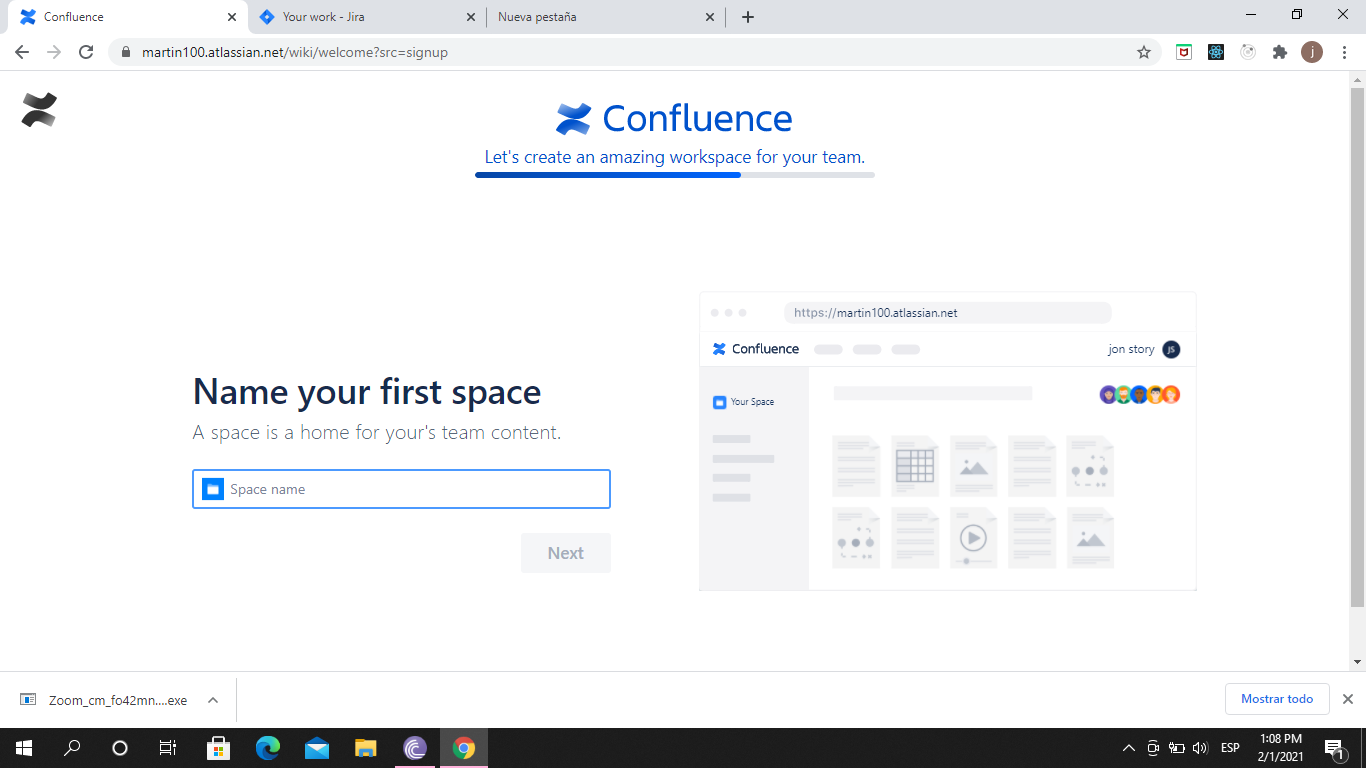 Confluence
Your work - Jira
Nueva pestaña
martin100.atlassian.net/wiki/welcome?src=signup
j
Confluence
Let's create an amazing workspace for your team.
https://martin100.atlassian.net
Confluence
jon story
JS
Your Space
Name your first space
A space is a home for your's team content.
Space name
Next
Zoom_cm_fo42mn....exe
Mostrar todo
ESP
1:08 PM
2/1/2021
1